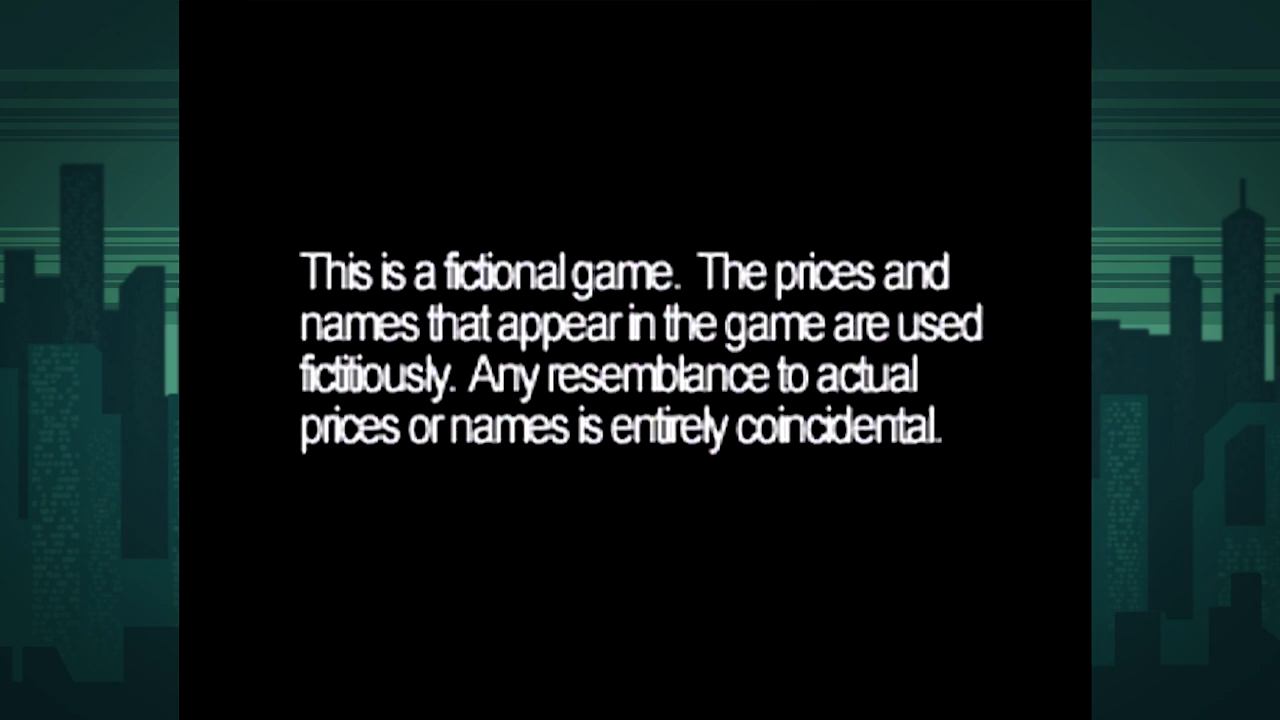 This is a fictional game.  The prices and
names that appear in the game are used
fictitiously.  Any resemblance to actual
prices or names is entirely coincidental.